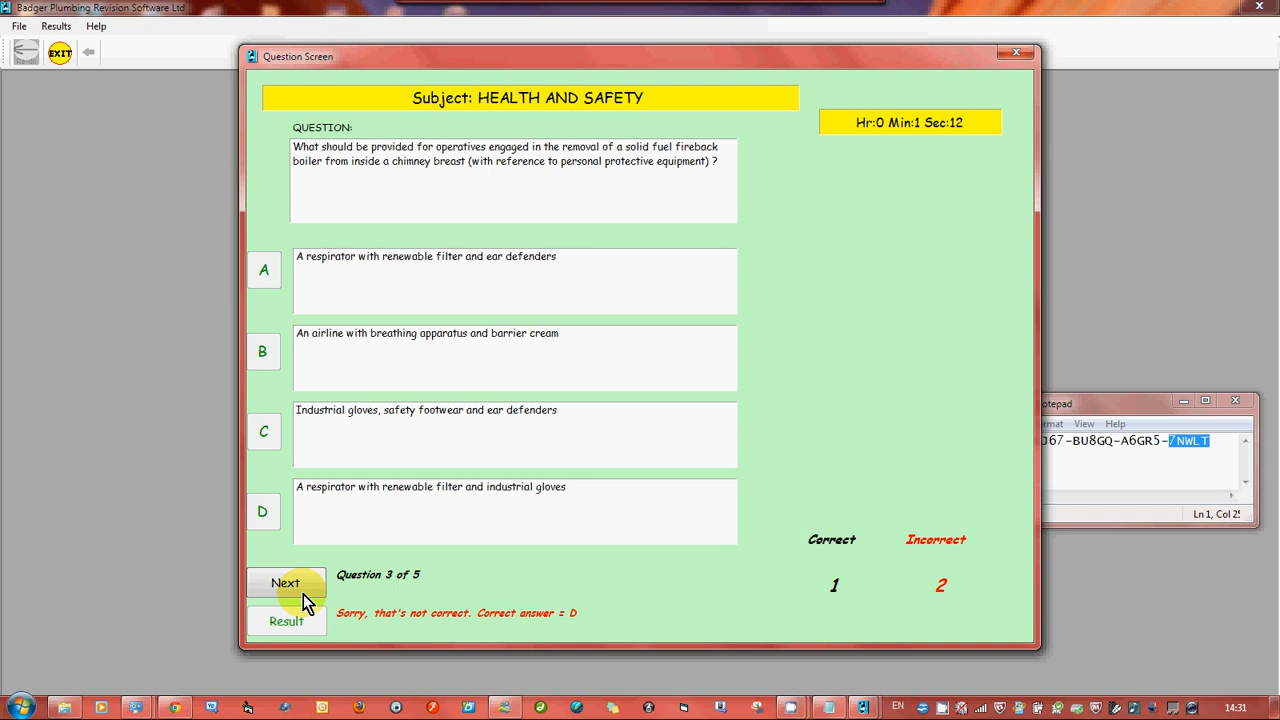 Badger Plumbing Revision Software Ltd
File Results Help
EXIT
Question Screen
Subject: HEALTH AND SAFETY
Hr:0 Min:1 Sec:12
QUESTION:
What should be provided for operatives engaged in the removal of a solid fuel fireback
boiler from inside a chimney breast (with reference to personal protective equipment) ?
A
A respirator with renewable filter and ear defenders
B
An airline with breathing apparatus and barrier cream
C
Industrial gloves, safety footwear and ear defenders
D
A respirator with renewable filter and industrial gloves
Correct Incorrect
1 2
Next
Question 3 of 5
Result
Sorry, that's not correct. Correct answer = D
otepad
ormat View Help
J67-BU8GQ-A6GR5-7NWLT
Ln 1, Col 25
EN
14:31